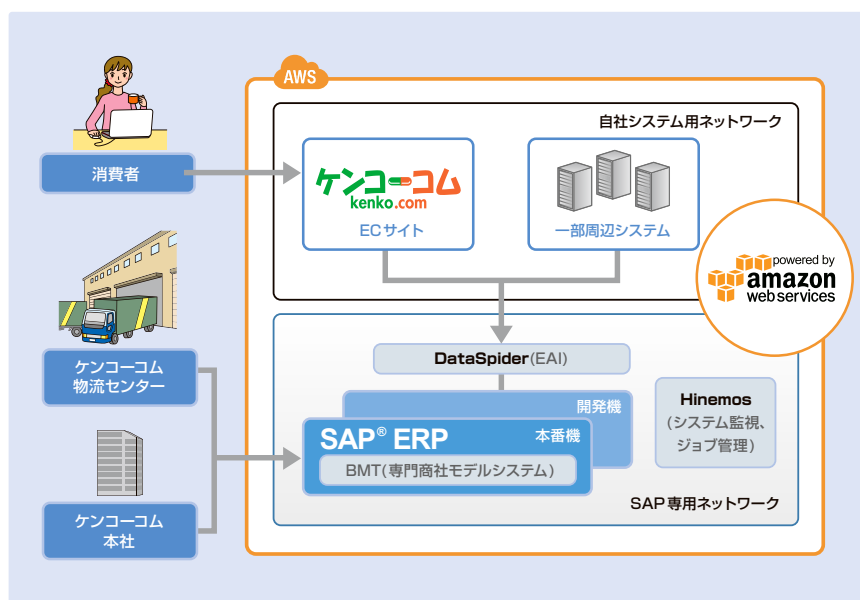 AWS
自社システム用ネットワーク
消費者
ケンコーコム
kenko.com
ECサイト
一部周辺システム
powered by
amazon
web services
DataSpider(EAI)
ケンコーコム
物流センター
開発機
SAP® ERP
本番機
BMT(専門商社モデルシステム)
Hinemos
(システム監視、
ジョブ管理)
SAP専用ネットワーク
ケンコーコム
本社